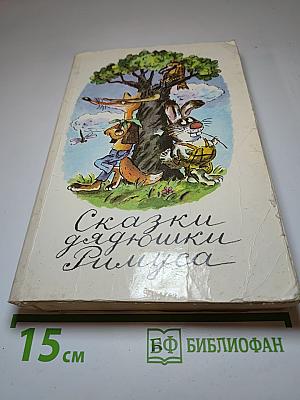 Сказки
дядюшки
Римуса
15 см
БФ БИБЛИОФАН